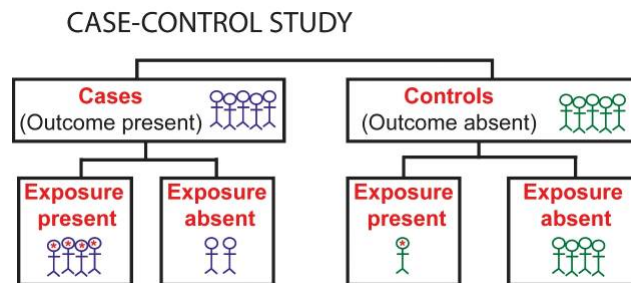 CASE-CONTROL STUDY
Cases
(Outcome present)
Controls
(Outcome absent)
Exposure
present
Exposure
absent
Exposure
present
Exposure
absent